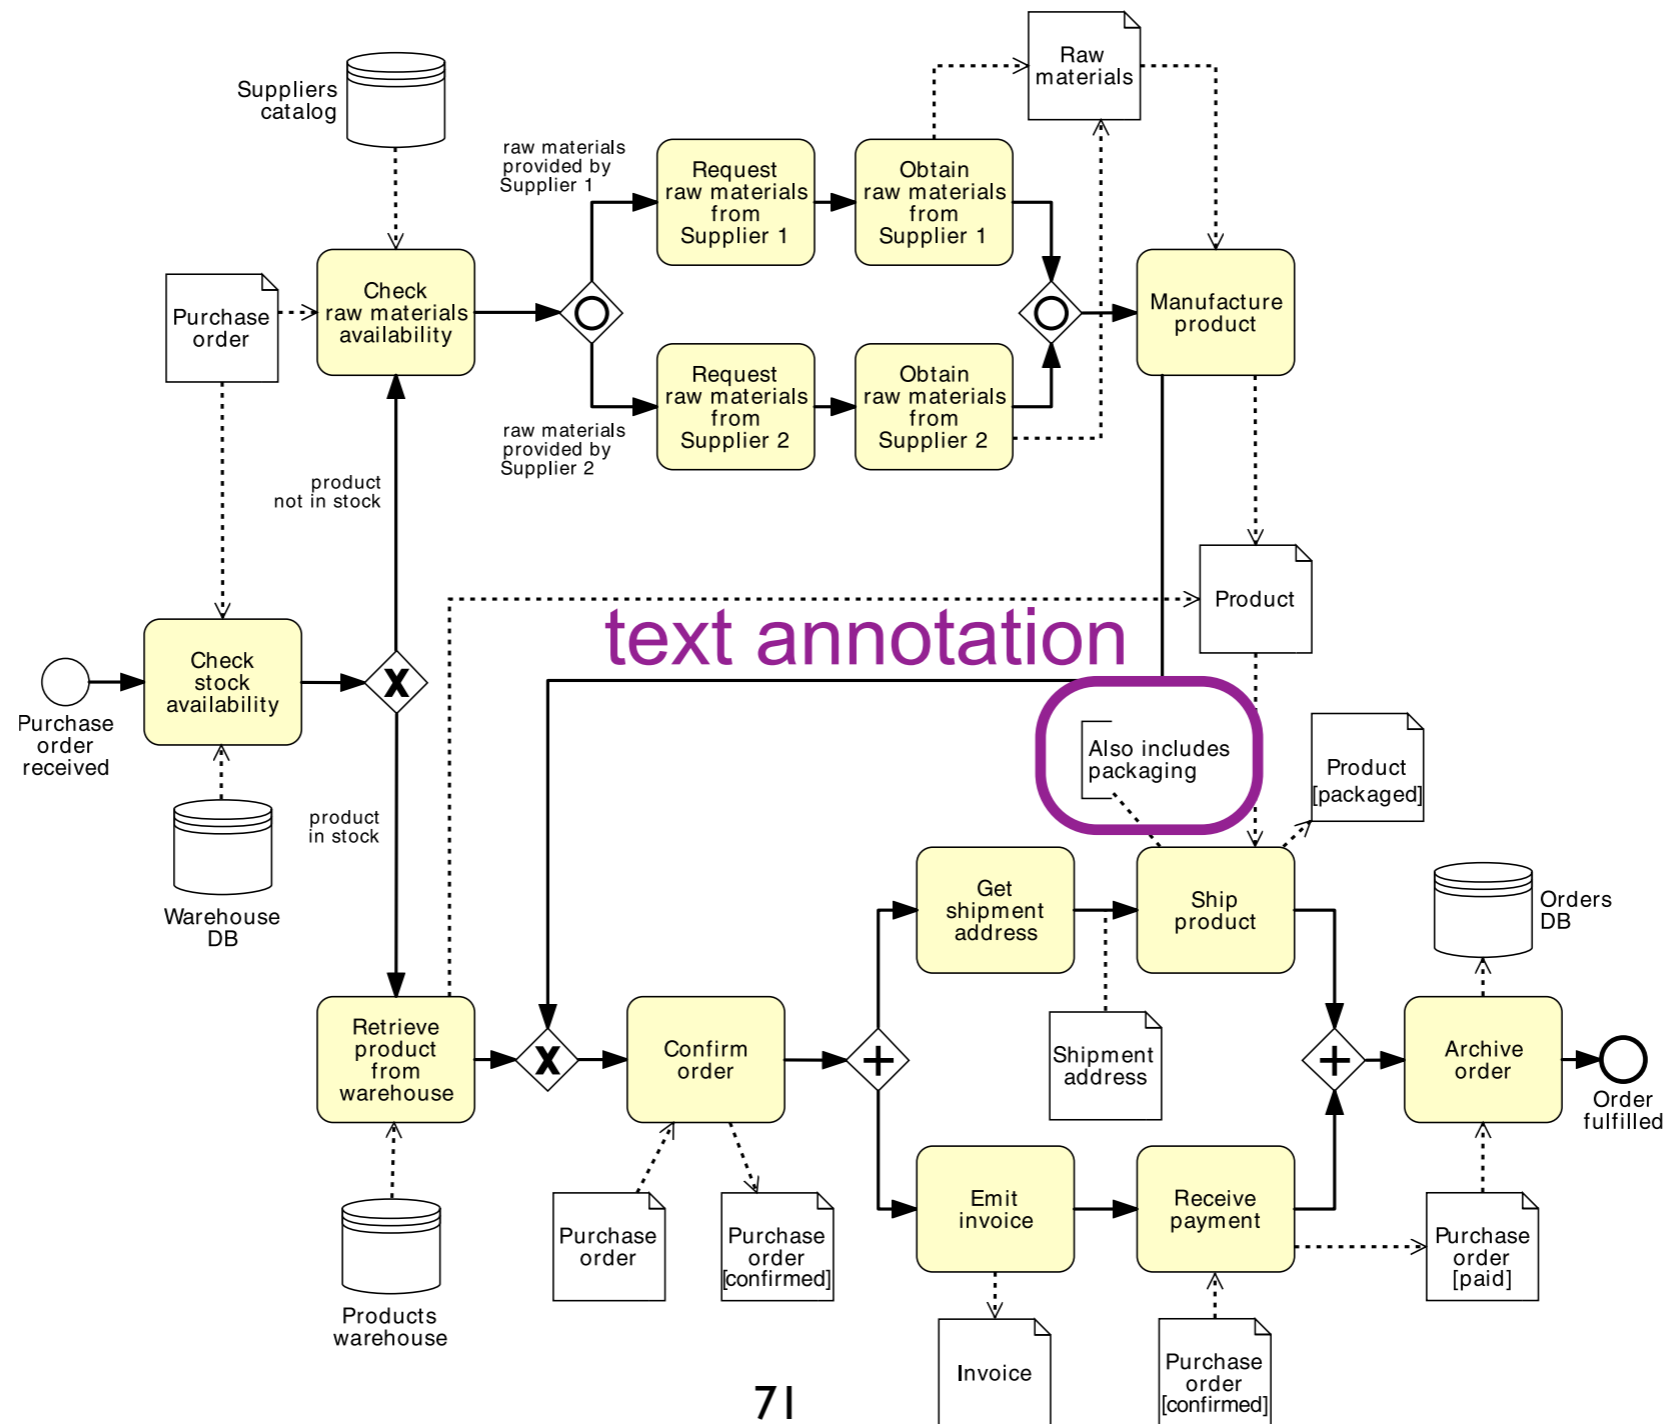 Raw
materials
Suppliers
catalog
raw materials
provided by
Supplier 1
Request
raw materials
from
Supplier 1
Obtain
raw materials
from
Supplier 1
Check
raw materials
availability
Purchase
order
Manufacture
product
Request
raw materials
from
Supplier 2
Obtain
raw materials
from
Supplier 2
raw materials
provided by
Supplier 2
product
not in stock
Product
text annotation
Check
stock
availability
X
Purchase
order
received
Also includes
packaging
Product
[packaged]
product
in stock
Warehouse
DB
Get
shipment
address
Ship
product
Orders
DB
Retrieve
product
from
warehouse
X
Confirm
order
Shipment
address
Archive
order
Order
fulfilled
Emit
invoice
Receive
payment
Purchase
order
Purchase
order
[confirmed]
Purchase
order
[paid]
Products
warehouse
Invoice
Purchase
order
[confirmed]
71